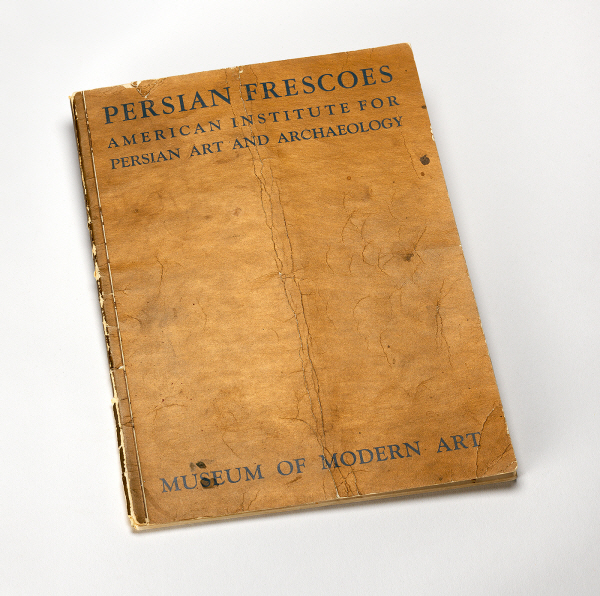 PERSIAN FRESCOES
AMERICAN INSTITUTE FOR
PERSIAN ART AND ARCHAEOLOGY
MUSEUM OF MODERN ART